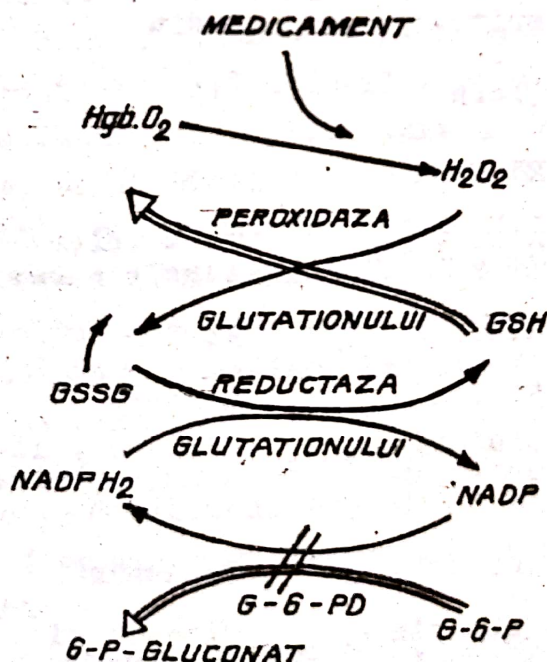 MEDICAMENT
Hgb.O₂
H₂O₂
PEROXIDAZA
GLUTATIONULUI
GSH
GSSG
REDUCTAZA
GLUTATIONULUI
NADPH₂
NADP
G-6-PD
G-6-P
6-P-GLUCONAT